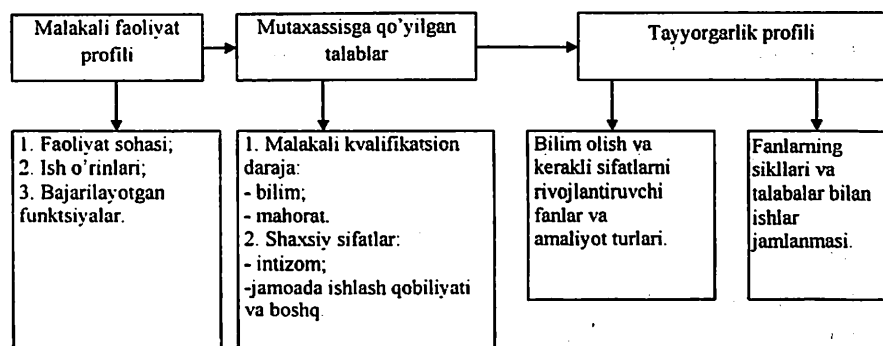 Malakali faoliyat
profili
Mutaxassisga qo’yilgan
talablar
Tayyorgarlik profili
1. Faoliyat sohasi;
2. Ish o’rinlari;
3. Bajarilayotgan
funktsiyalar.
1. Malakali kvalifikatsion
daraja:
- bilim;
- mahorat.
2. Shaxsiy sifatlar:
- intizom;
-jamoada ishlash qobiliyati
va boshq.
Bilim olish va
kerakli sifatlarni
rivojlantiruvchi
fanlar va
amaliyot turlari.
Fanlarning
sikllari va
talabalar bilan
ishlar
jamlanmasi.